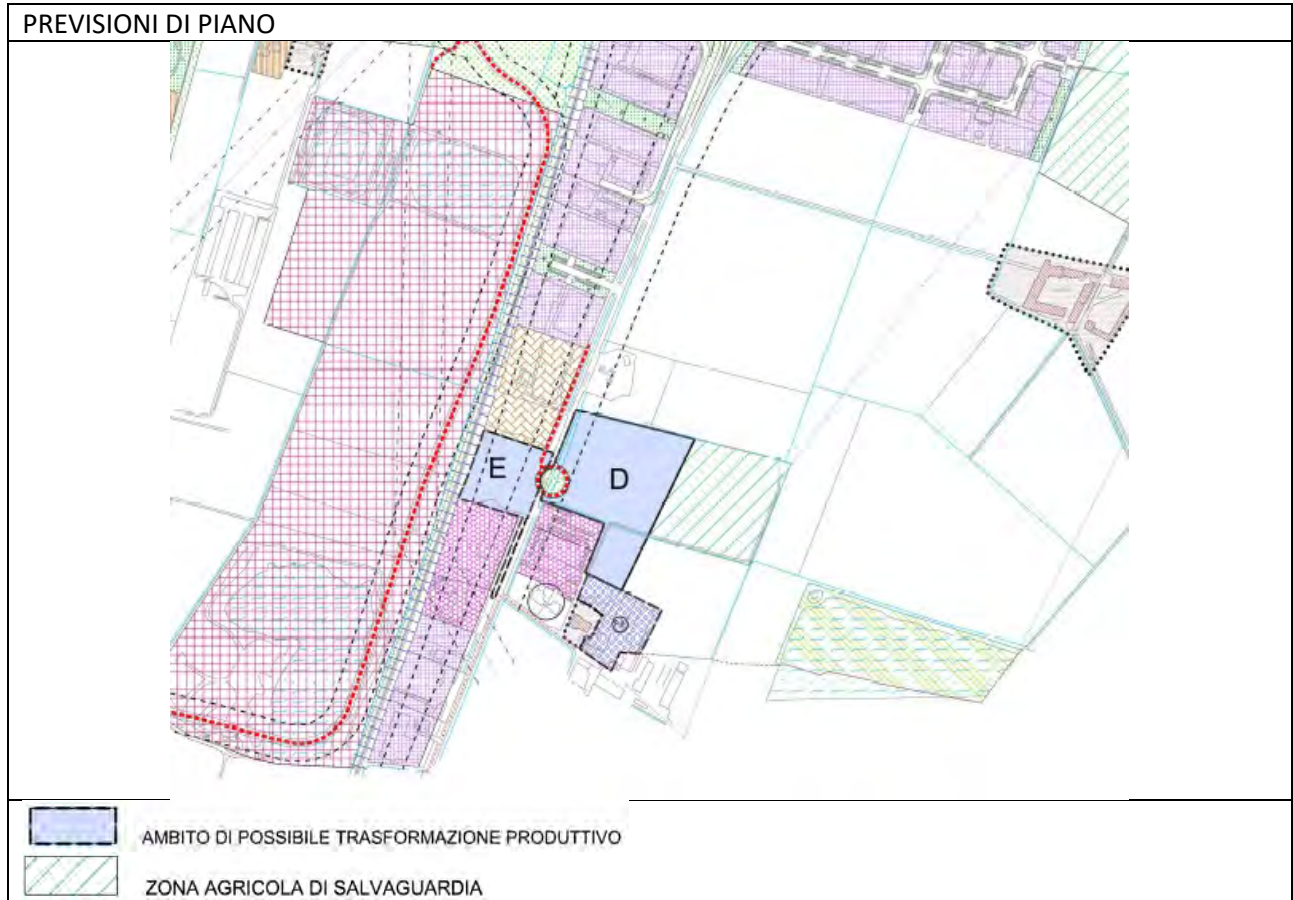 PREVISIONI DI PIANO
E
D
AMBITO DI POSSIBILE TRASFORMAZIONE PRODUTTIVO
ZONA AGRICOLA DI SALVAGUARDIA